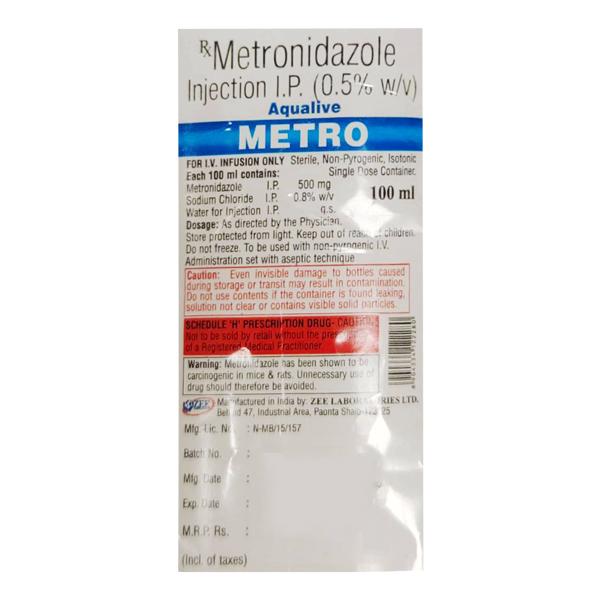 Rx Metronidazole
Injection I.P. (0.5% w/v)
Aqualive
METRO
FOR I.V. INFUSION ONLY Sterile, Non-Pyrogenic, Isotonic
Each 100 ml contains: Single Dose Container.
Metronidazole I.P. 500 mg
Sodium Chloride I.P. 0.8% w/v 100 ml
Water for Injection I.P. q.s.
Dosage: As directed by the Physician.
Store protected from light. Keep out of reach of children.
Do not freeze. To be used with non-pyrogenic I.V.
Administration set with aseptic technique
Caution: Even invisible damage to bottles caused
during storage or transit may result in contamination.
Do not use contents if the container is found leaking,
solution not clear or contains visible solid particles.
SCHEDULE 'H' PRESCRIPTION DRUG- CAUTION
Not to be sold by retail without the
of a Registered Medical Practitioner.
Warning: Metronidazole has been shown to be
carcinogenic in mice & rats. Unnecessary use of
drug should therefore be avoided.
ZEE Manufactured in India by: ZEE LABORATORIES LTD.
Behind 47, Industrial Area, Paonta Sahib
Mfg. Lic. No. : N-MB/15/157
Batch No. :
Mfg. Date :
Exp. Date :
M.R.P. Rs. :
(Incl. of taxes)